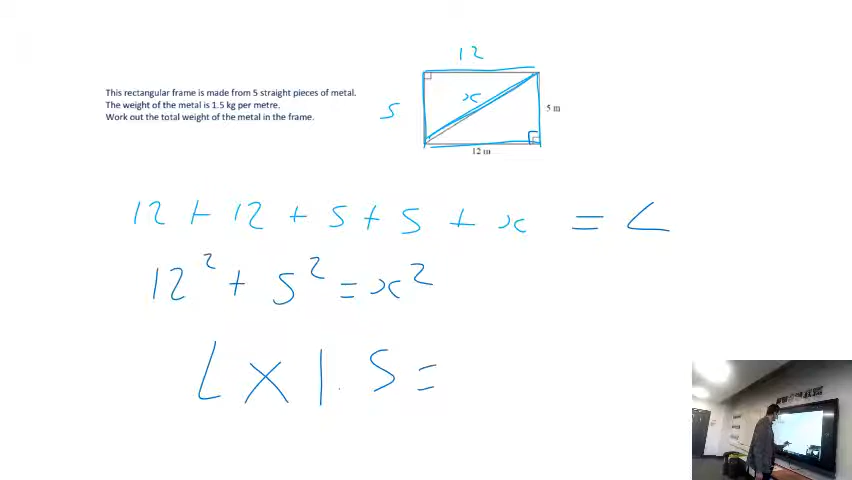 12
This rectangular frame is made from 5 straight pieces of metal.
The weight of the metal is 1.5 kg per metre.
Work out the total weight of the metal in the frame.
x
5
5 m
12 m
12 + 12 + 5 + 5 + x = L
12² + 5² = x²
L × 1.5 =